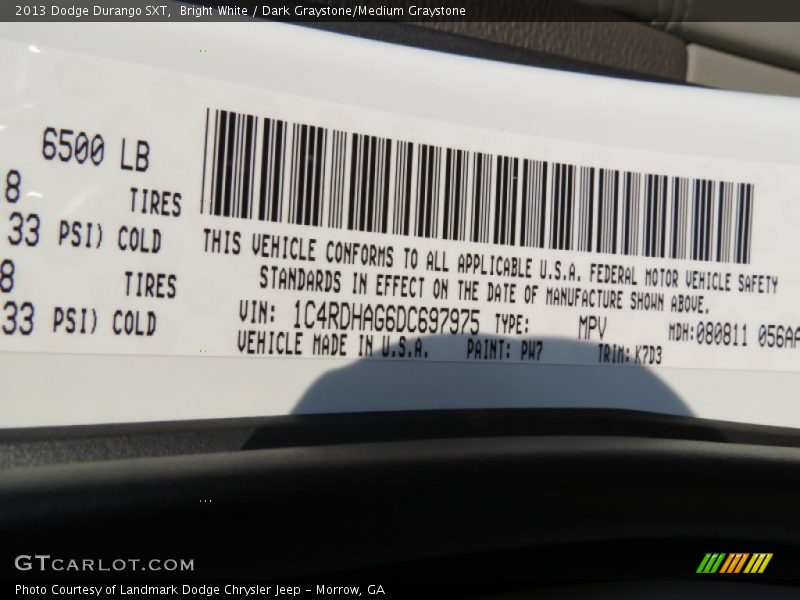 2013 Dodge Durango SXT,  Bright White / Dark Graystone/Medium Graystone
6500 LB
8 TIRES
33 PSI) COLD
8 TIRES
33 PSI) COLD
THIS VEHICLE CONFORMS TO ALL APPLICABLE U.S.A. FEDERAL MOTOR VEHICLE SAFETY
STANDARDS IN EFFECT ON THE DATE OF MANUFACTURE SHOWN ABOVE.
VIN: 1C4RDHAG6DC697975 TYPE: MPV MDH:080811 056AA
VEHICLE MADE IN U.S.A. PAINT: PW7 TRIM: K7D3
GTCARLOT.COM
Photo Courtesy of Landmark Dodge Chrysler Jeep – Morrow, GA